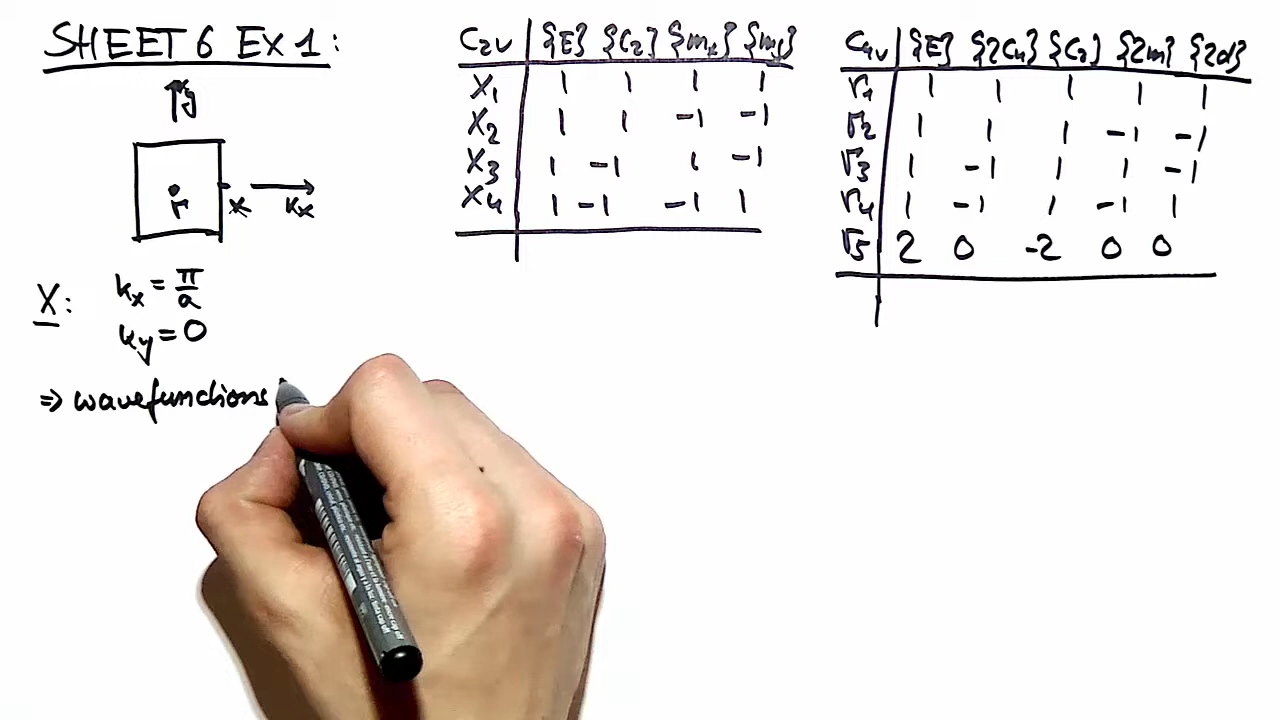 SHEET 6 EX 1:
y
Γ
X
kx
X:
kx = π/a
ky = 0
⇒ wavefunctions
C2v {E} {C2} {mx} {my}
X1 1 1 1 1
X2 1 1 -1 -1
X3 1 -1 1 -1
X4 1 -1 -1 1
C4v {E} {2C4} {C2} {2m} {2d}
Γ1 1 1 1 1 1
Γ2 1 1 1 -1 -1
Γ3 1 -1 1 1 -1
Γ4 1 -1 1 -1 1
Γ5 2 0 -2 0 0